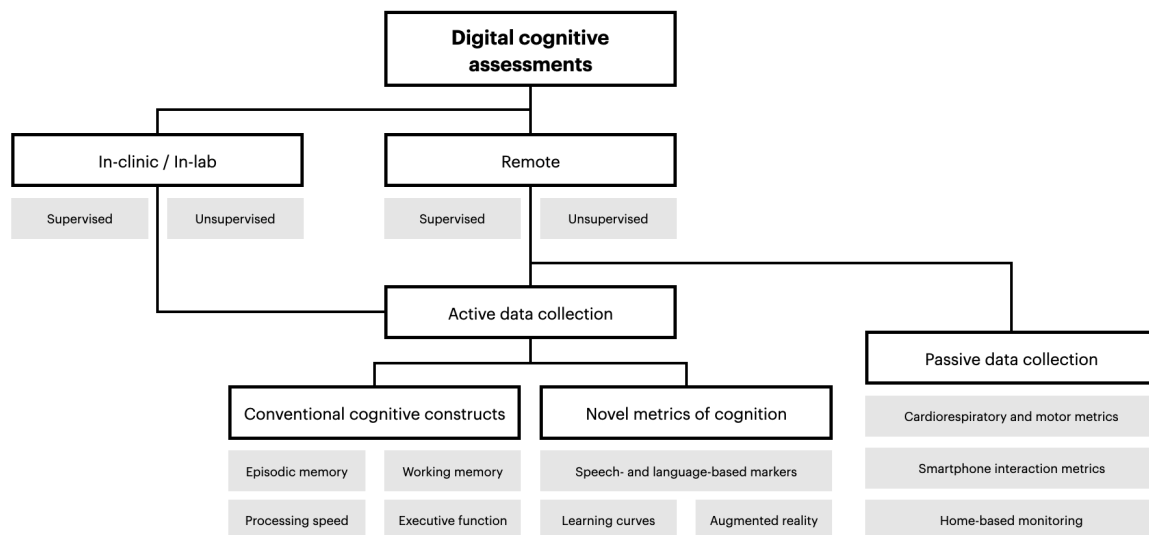 Digital cognitive
assessments
In-clinic / In-lab
Remote
Supervised
Unsupervised
Supervised
Unsupervised
Active data collection
Passive data collection
Conventional cognitive constructs
Novel metrics of cognition
Cardiorespiratory and motor metrics
Episodic memory
Working memory
Speech- and language-based markers
Smartphone interaction metrics
Processing speed
Executive function
Learning curves
Augmented reality
Home-based monitoring